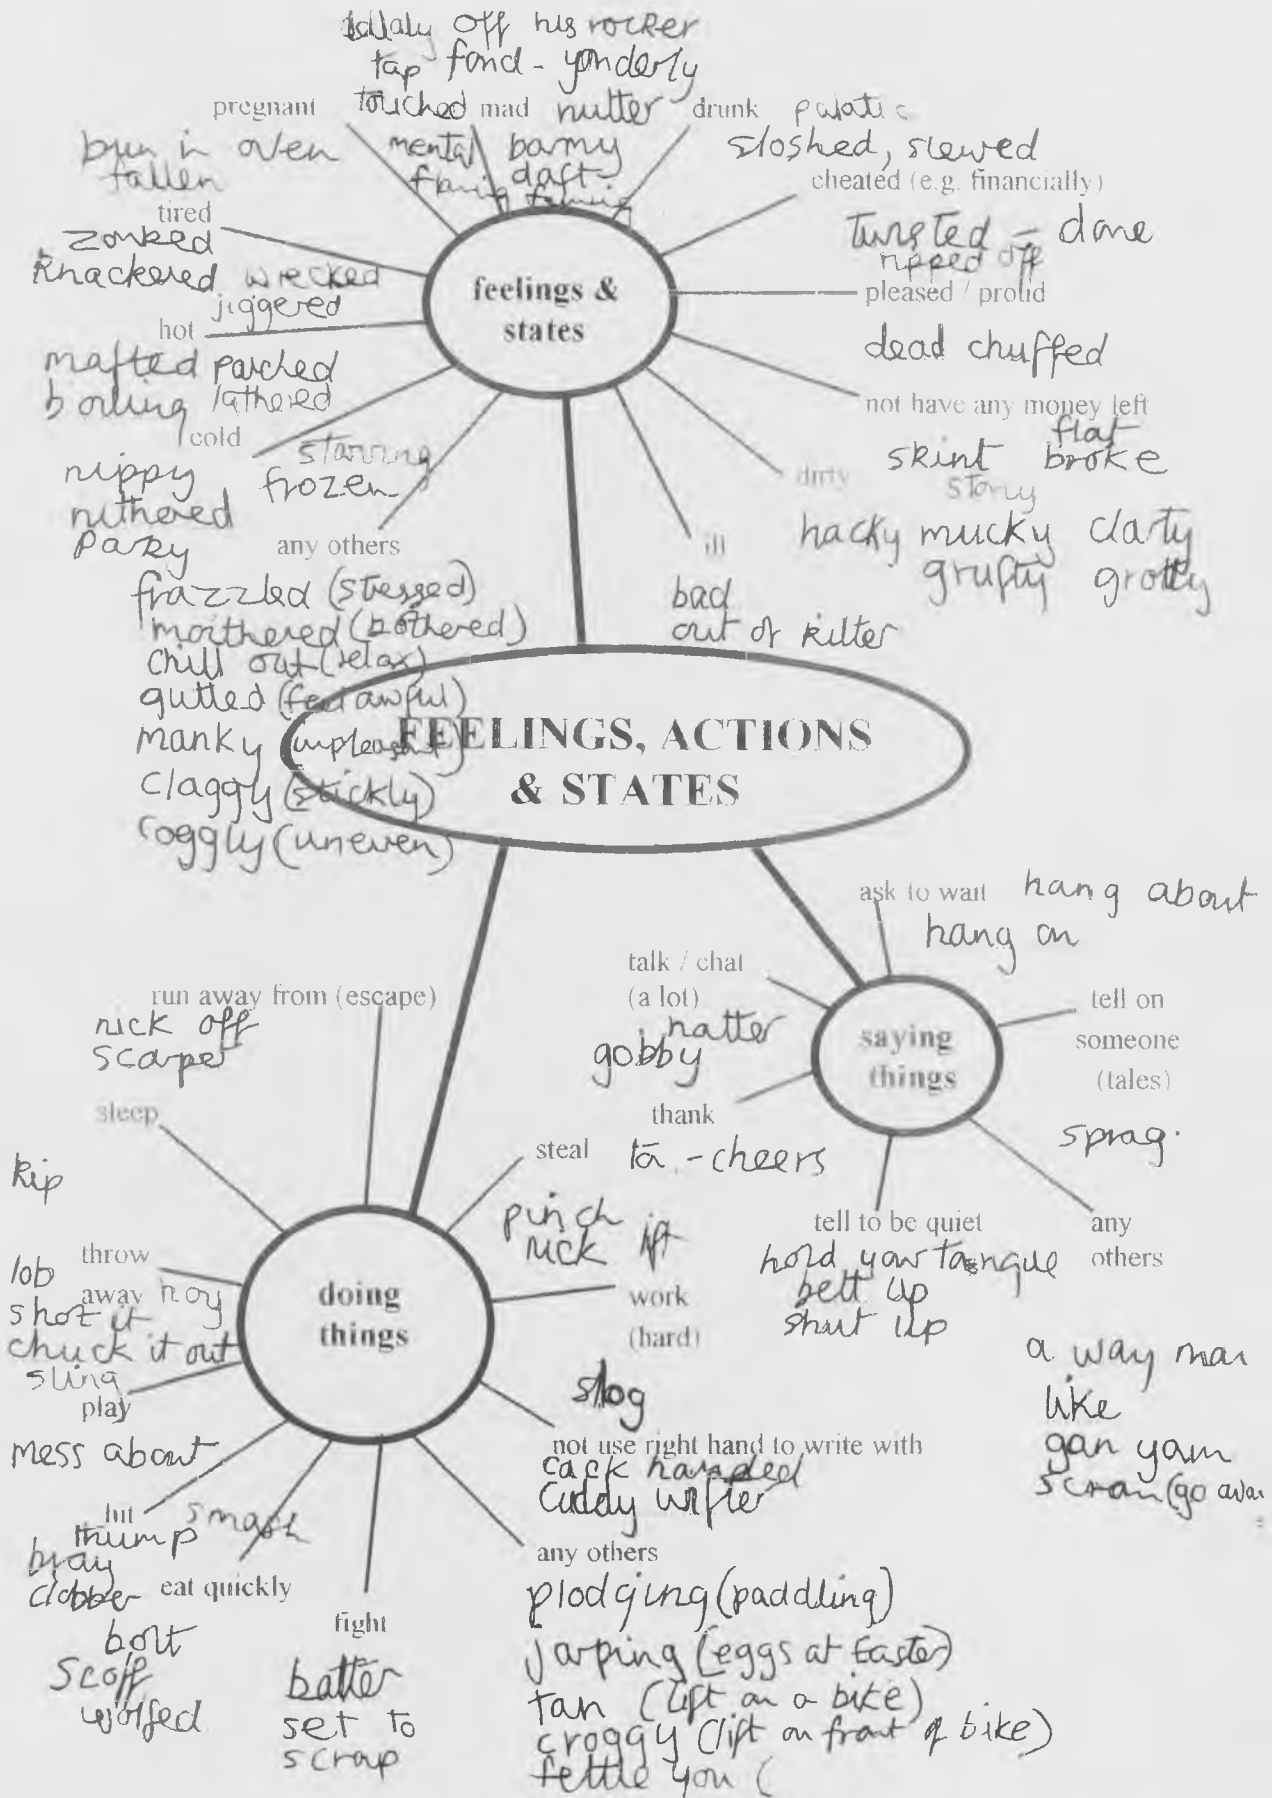 off his rocker
tap fond - yonderly
pregnant touched mad nutter drunk
bun in oven mental barmy sloshed, slewed
fallen daft
cheated (e.g. financially)
tired
zonked twisted - done
ripped off
knackered wrecked
jiggered
feelings &
states
pleased / proud
hot
dead chuffed
mafted parched
boiling lathered
not have any money left
cold
flat
starving skint broke
nippy frozen
dirty
stony
nithered
hacky mucky clarty
parky
any others ill
grufty grotty
frazzled (stressed) bad
moithered (bothered) out of kilter
chill out (relax)
gutted (feel awful)
manky (unpleasant)
claggy (stickly)
coggly (uneven)
FEELINGS, ACTIONS
& STATES
ask to wait hang about
hang on
talk / chat
(a lot)
natter
gobby
saying
things
tell on
someone
(tales)
sprag.
thank
ta - cheers
tell to be quiet
hold your tongue
belt up
shut up
any
others
a way man
like
gan yam
scran (go
run away from (escape)
nick off
scarper
sleep
kip
steal
pinch
nick lift
throw
away hoy
lob
shot it
chuck it out
sling
doing
things
work
(hard)
slog
play
mess about
not use right hand to write with
cack handed
cuddy wifter
hit smash
thump
bray
clobber
eat quickly
bolt
scoff
wolfed
fight
batter
set to
scrap
any others
plodging (paddling)
jarping (eggs at Easter)
tan (lift on a bike)
croggy (lift on front of bike)
fettle you (